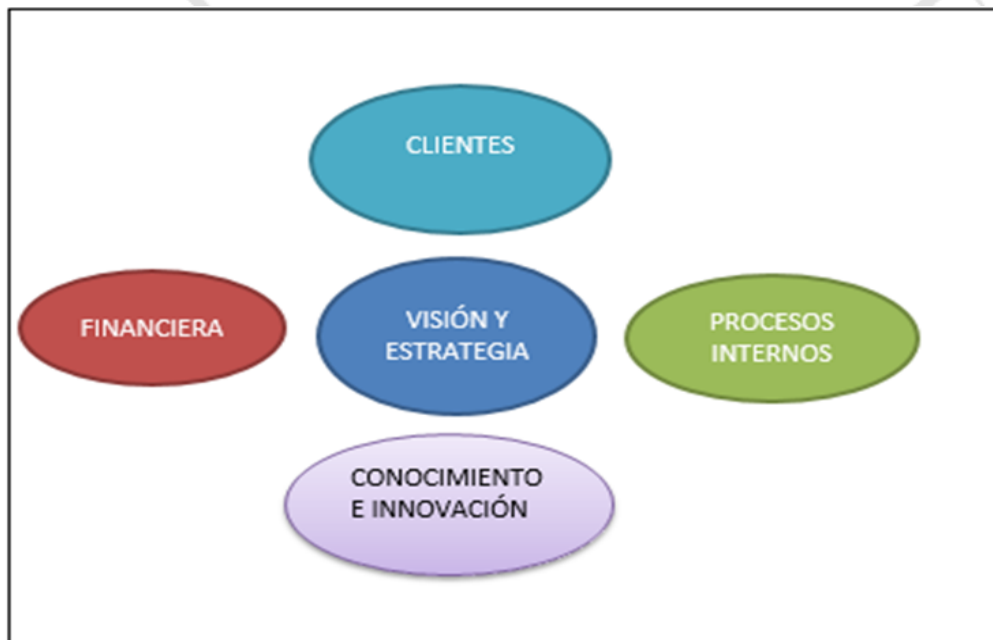 CLIENTES
FINANCIERA
VISIÓN Y
ESTRATEGIA
PROCESOS
INTERNOS
CONOCIMIENTO
E INNOVACIÓN